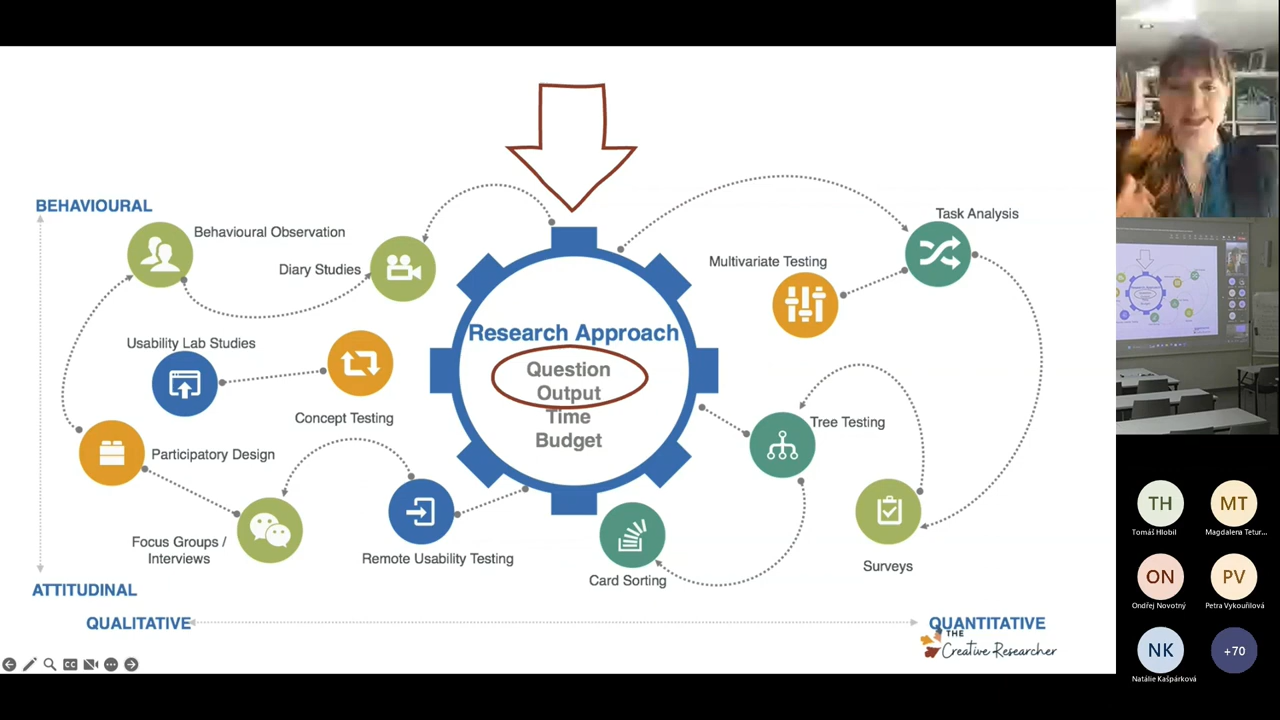 BEHAVIOURAL
Behavioural Observation
Diary Studies
Usability Lab Studies
Concept Testing
Participatory Design
Focus Groups /
Interviews
Remote Usability Testing
Research Approach
Question
Output
Time
Budget
Task Analysis
Multivariate Testing
Tree Testing
Card Sorting
Surveys
ATTITUDINAL
QUALITATIVE
QUANTITATIVE
THE
Creative Researcher
CC
TH
Tomáš Hlobil
MT
Magdalena Tetur...
ON
Ondřej Novotný
PV
Petra Vykouřilová
NK
Natálie Kašpárková
+70